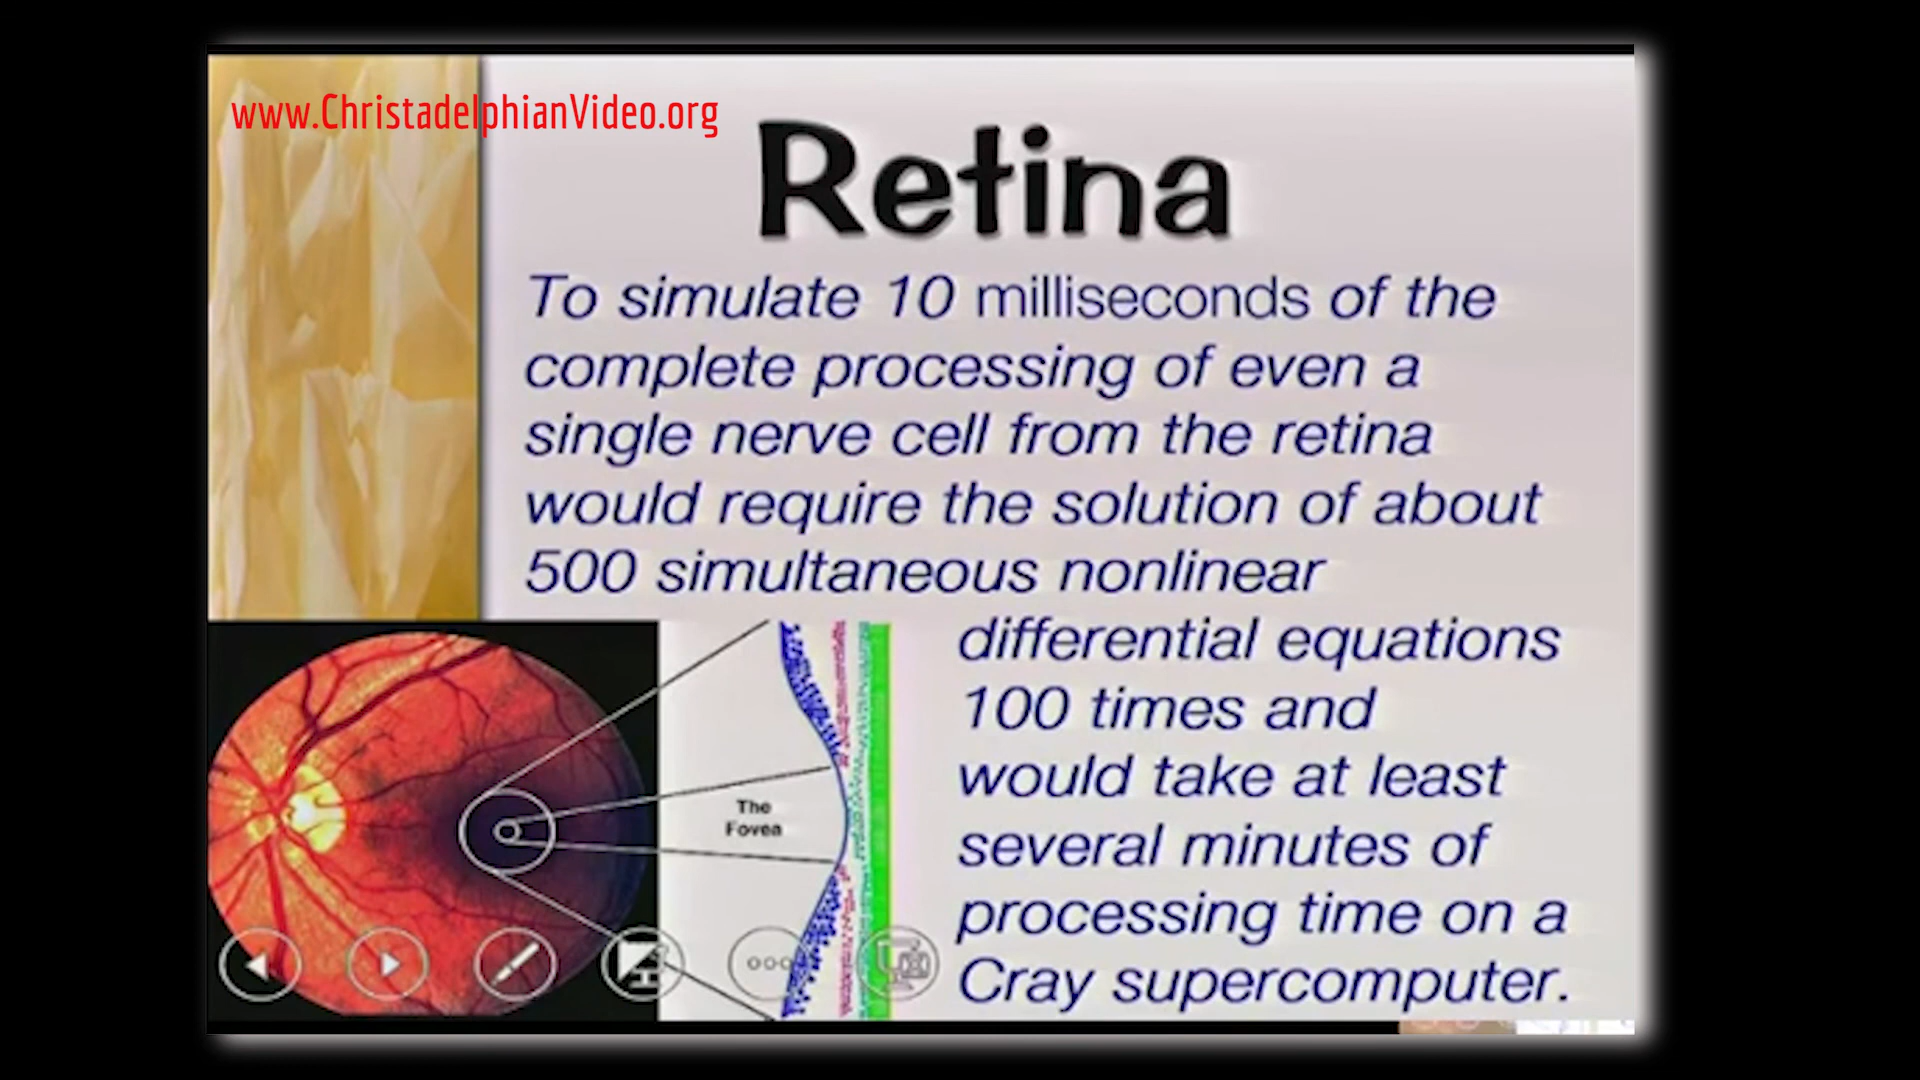 www.ChristadelphianVideo.org
Retina
To simulate 10 milliseconds of the
complete processing of even a
single nerve cell from the retina
would require the solution of about
500 simultaneous nonlinear
differential equations
100 times and
would take at least
several minutes of
processing time on a
Cray supercomputer.
The
Fovea